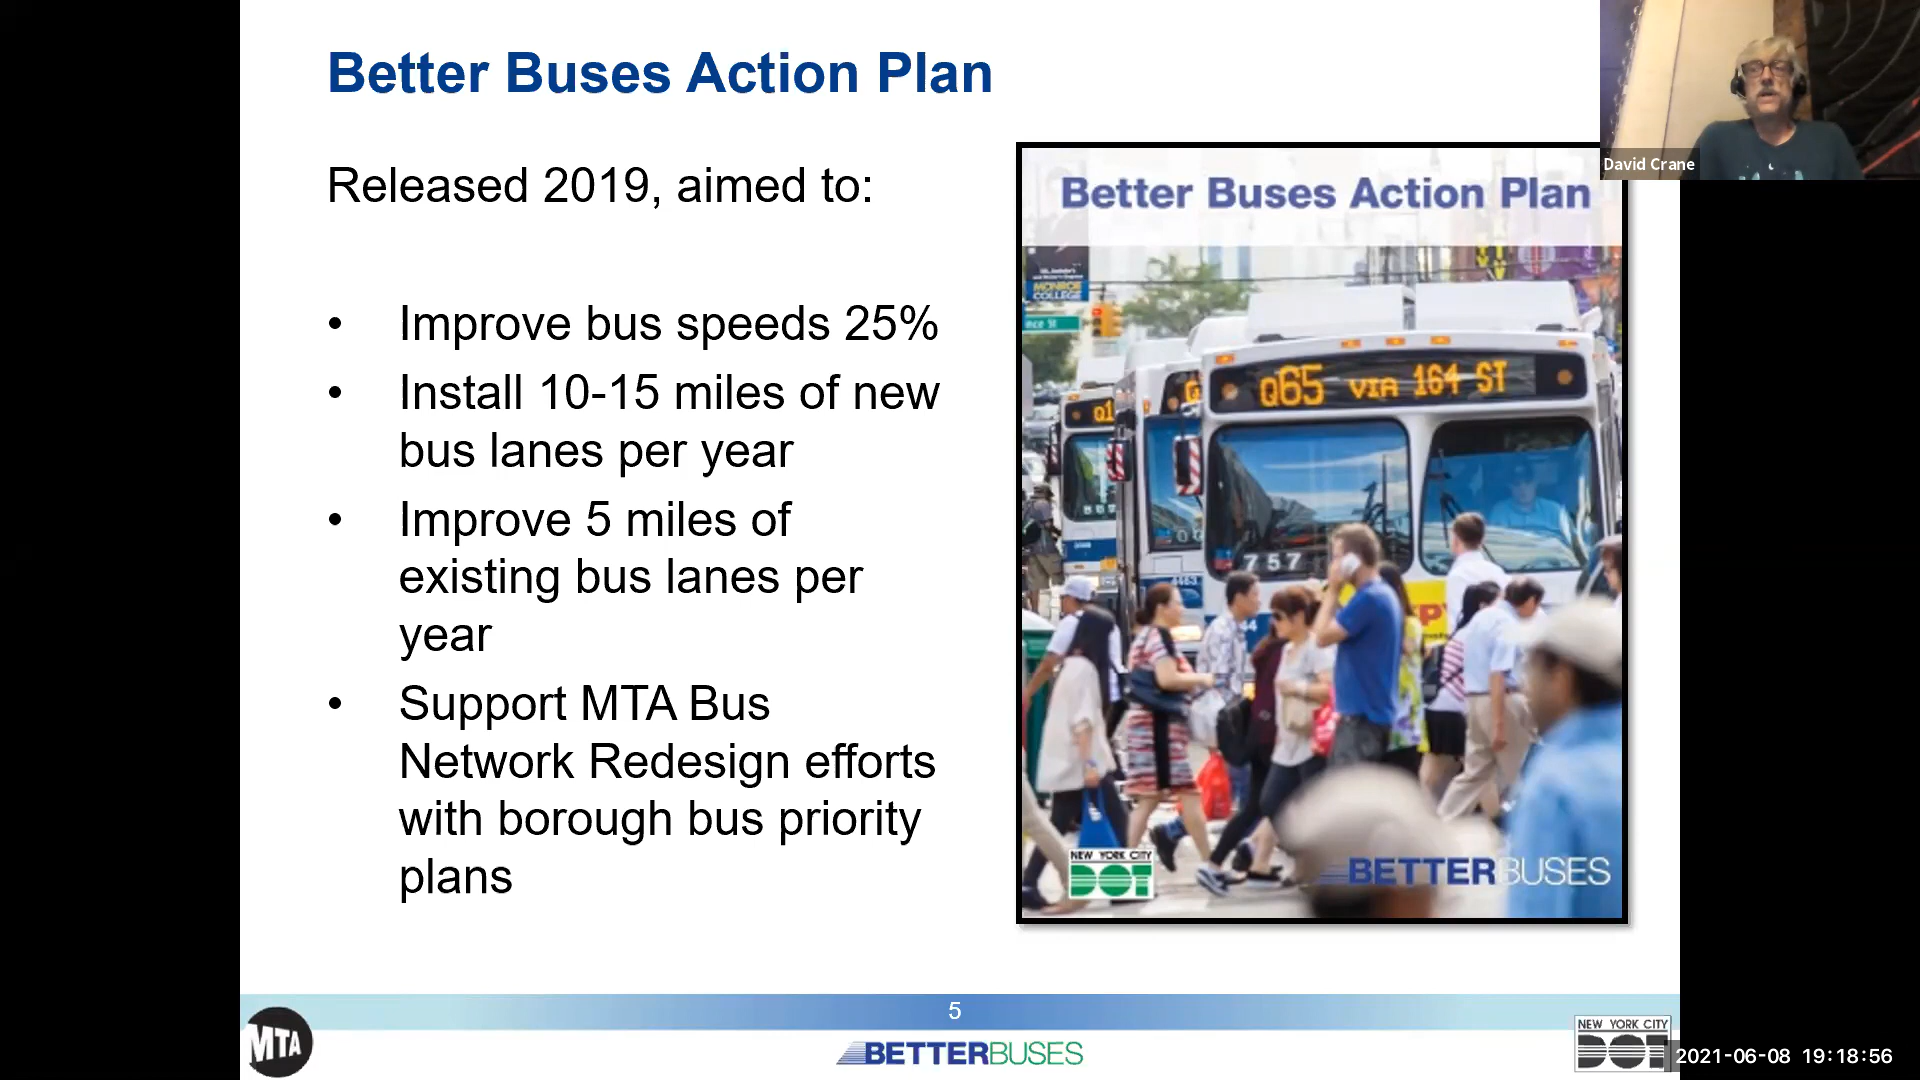 Better Buses Action Plan
David Crane
Released 2019, aimed to:
• Improve bus speeds 25%
• Install 10-15 miles of new
bus lanes per year
• Improve 5 miles of
existing bus lanes per
year
• Support MTA Bus
Network Redesign efforts
with borough bus priority
plans
Better Buses Action Plan
MONROE
COLLEGE
Q65 VIA 164 ST
757
NEW YORK CITY
DOT
BETTERBUSES
5
MTA
BETTERBUSES
NEW YORK CITY
DOT
2021-06-08 19:18:56